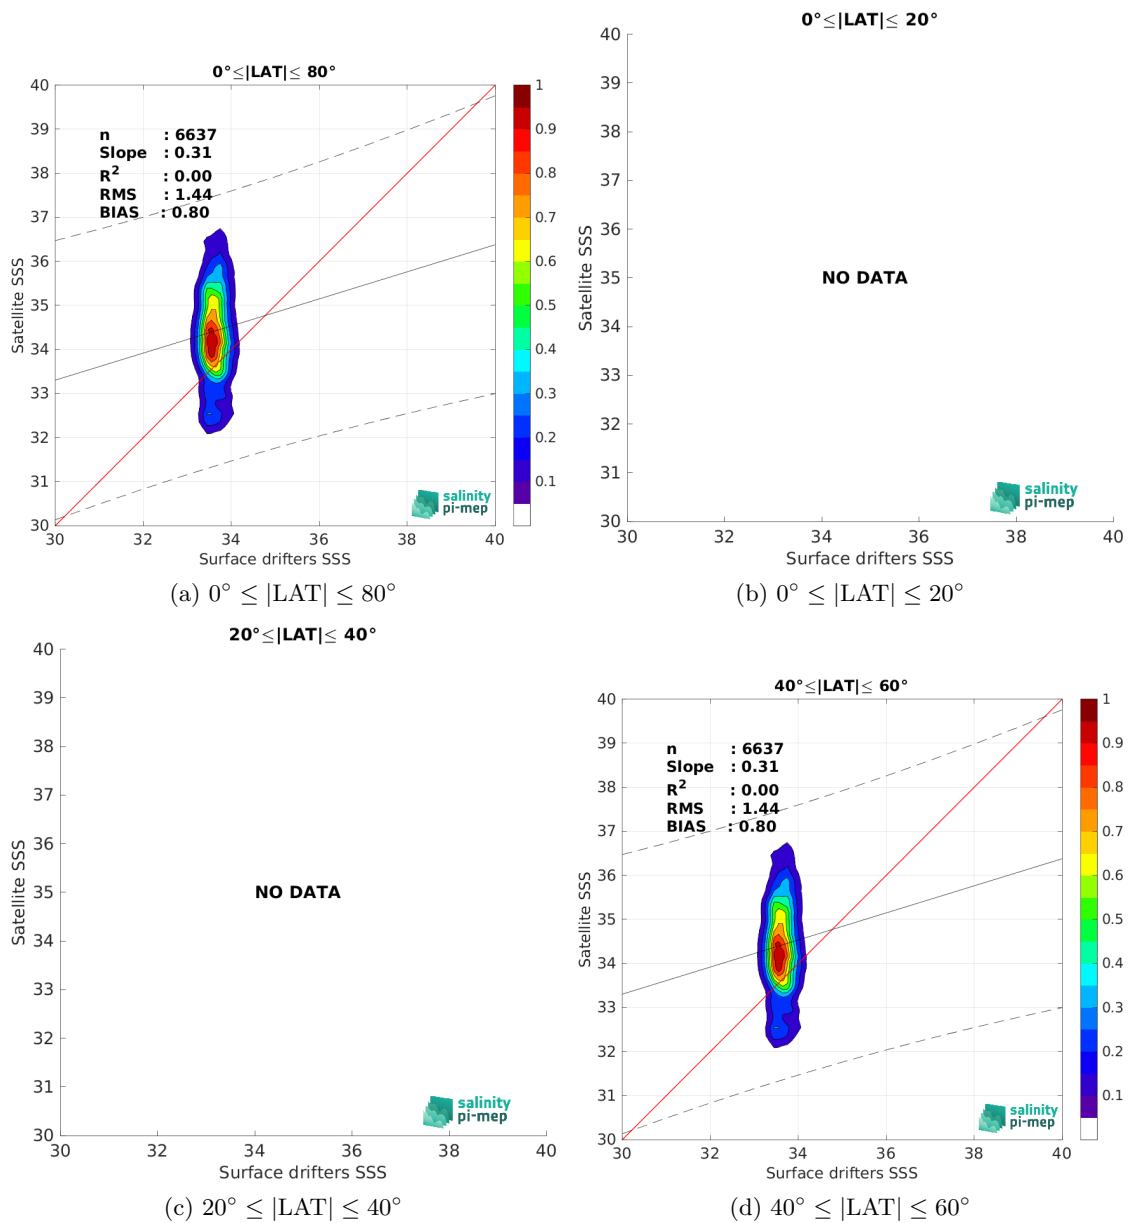 0°≤|LAT|≤ 80°
40
39
38
37
36
35
34
33
32
31
30
n : 6637
Slope : 0.31
R² : 0.00
RMS : 1.44
BIAS : 0.80
Satellite SSS
30 32 34 36 38 40
Surface drifters SSS
salinity
pi-mep
1
0.9
0.8
0.7
0.6
0.5
0.4
0.3
0.2
0.1
(a) 0° ≤ |LAT| ≤ 80°
0°≤|LAT|≤ 20°
40
39
38
37
36
35
34
33
32
31
30
Satellite SSS
NO DATA
salinity
pi-mep
30 32 34 36 38 40
Surface drifters SSS
(b) 0° ≤ |LAT| ≤ 20°
20°≤|LAT|≤ 40°
40
39
38
37
36
35
34
33
32
31
30
Satellite SSS
NO DATA
salinity
pi-mep
30 32 34 36 38 40
Surface drifters SSS
(c) 20° ≤ |LAT| ≤ 40°
40°≤|LAT|≤ 60°
40
39
38
37
36
35
34
33
32
31
30
n : 6637
Slope : 0.31
R² : 0.00
RMS : 1.44
BIAS : 0.80
Satellite SSS
30 32 34 36 38 40
Surface drifters SSS
salinity
pi-mep
1
0.9
0.8
0.7
0.6
0.5
0.4
0.3
0.2
0.1
(d) 40° ≤ |LAT| ≤ 60°